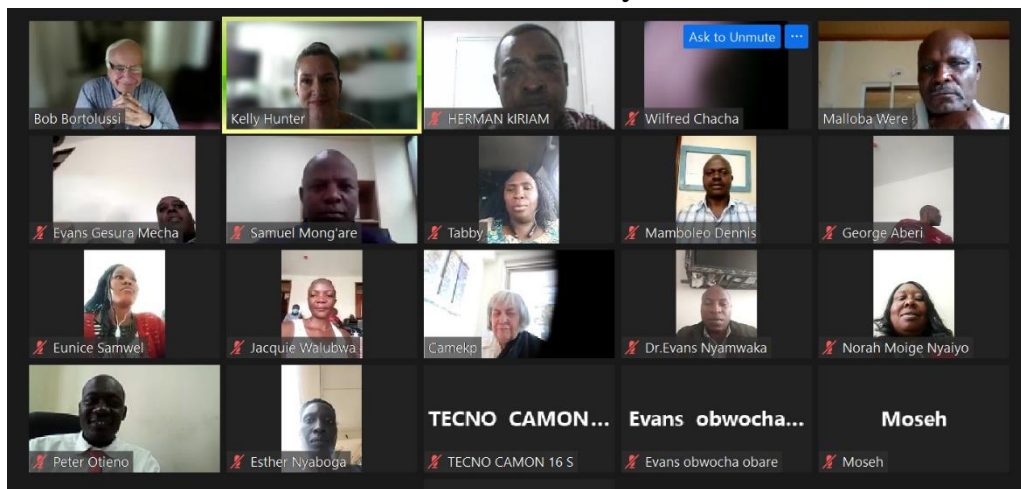 Ask to Unmute ...
Bob Bortolussi
Kelly Hunter
HERMAN kIRIAM
Wilfred Chacha
Malloba Were
Evans Gesura Mecha
Samuel Mong'are
Tabby
Mamboleo Dennis
George Aberi
Eunice Samwel
Jacquie Walubwa
Camekp
Dr.Evans Nyamwaka
Norah Moige Nyaiyo
TECNO CAMON...
Evans obwocha...
Moseh
Peter Otieno
Esther Nyaboga
TECNO CAMON 16 S
Evans obwocha obare
Moseh